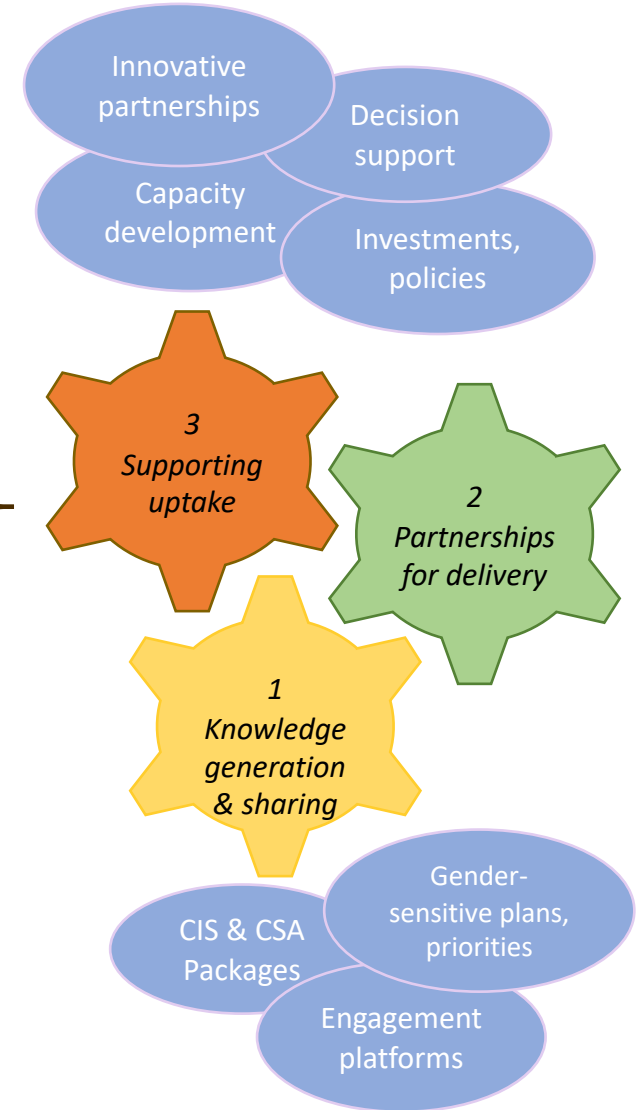 Innovative
partnerships
Decision
support
Capacity
development
Investments,
policies
3
Supporting
uptake
2
Partnerships
for delivery
1
Knowledge
generation
& sharing
Gender-
sensitive plans,
priorities
CIS & CSA
Packages
Engagement
platforms